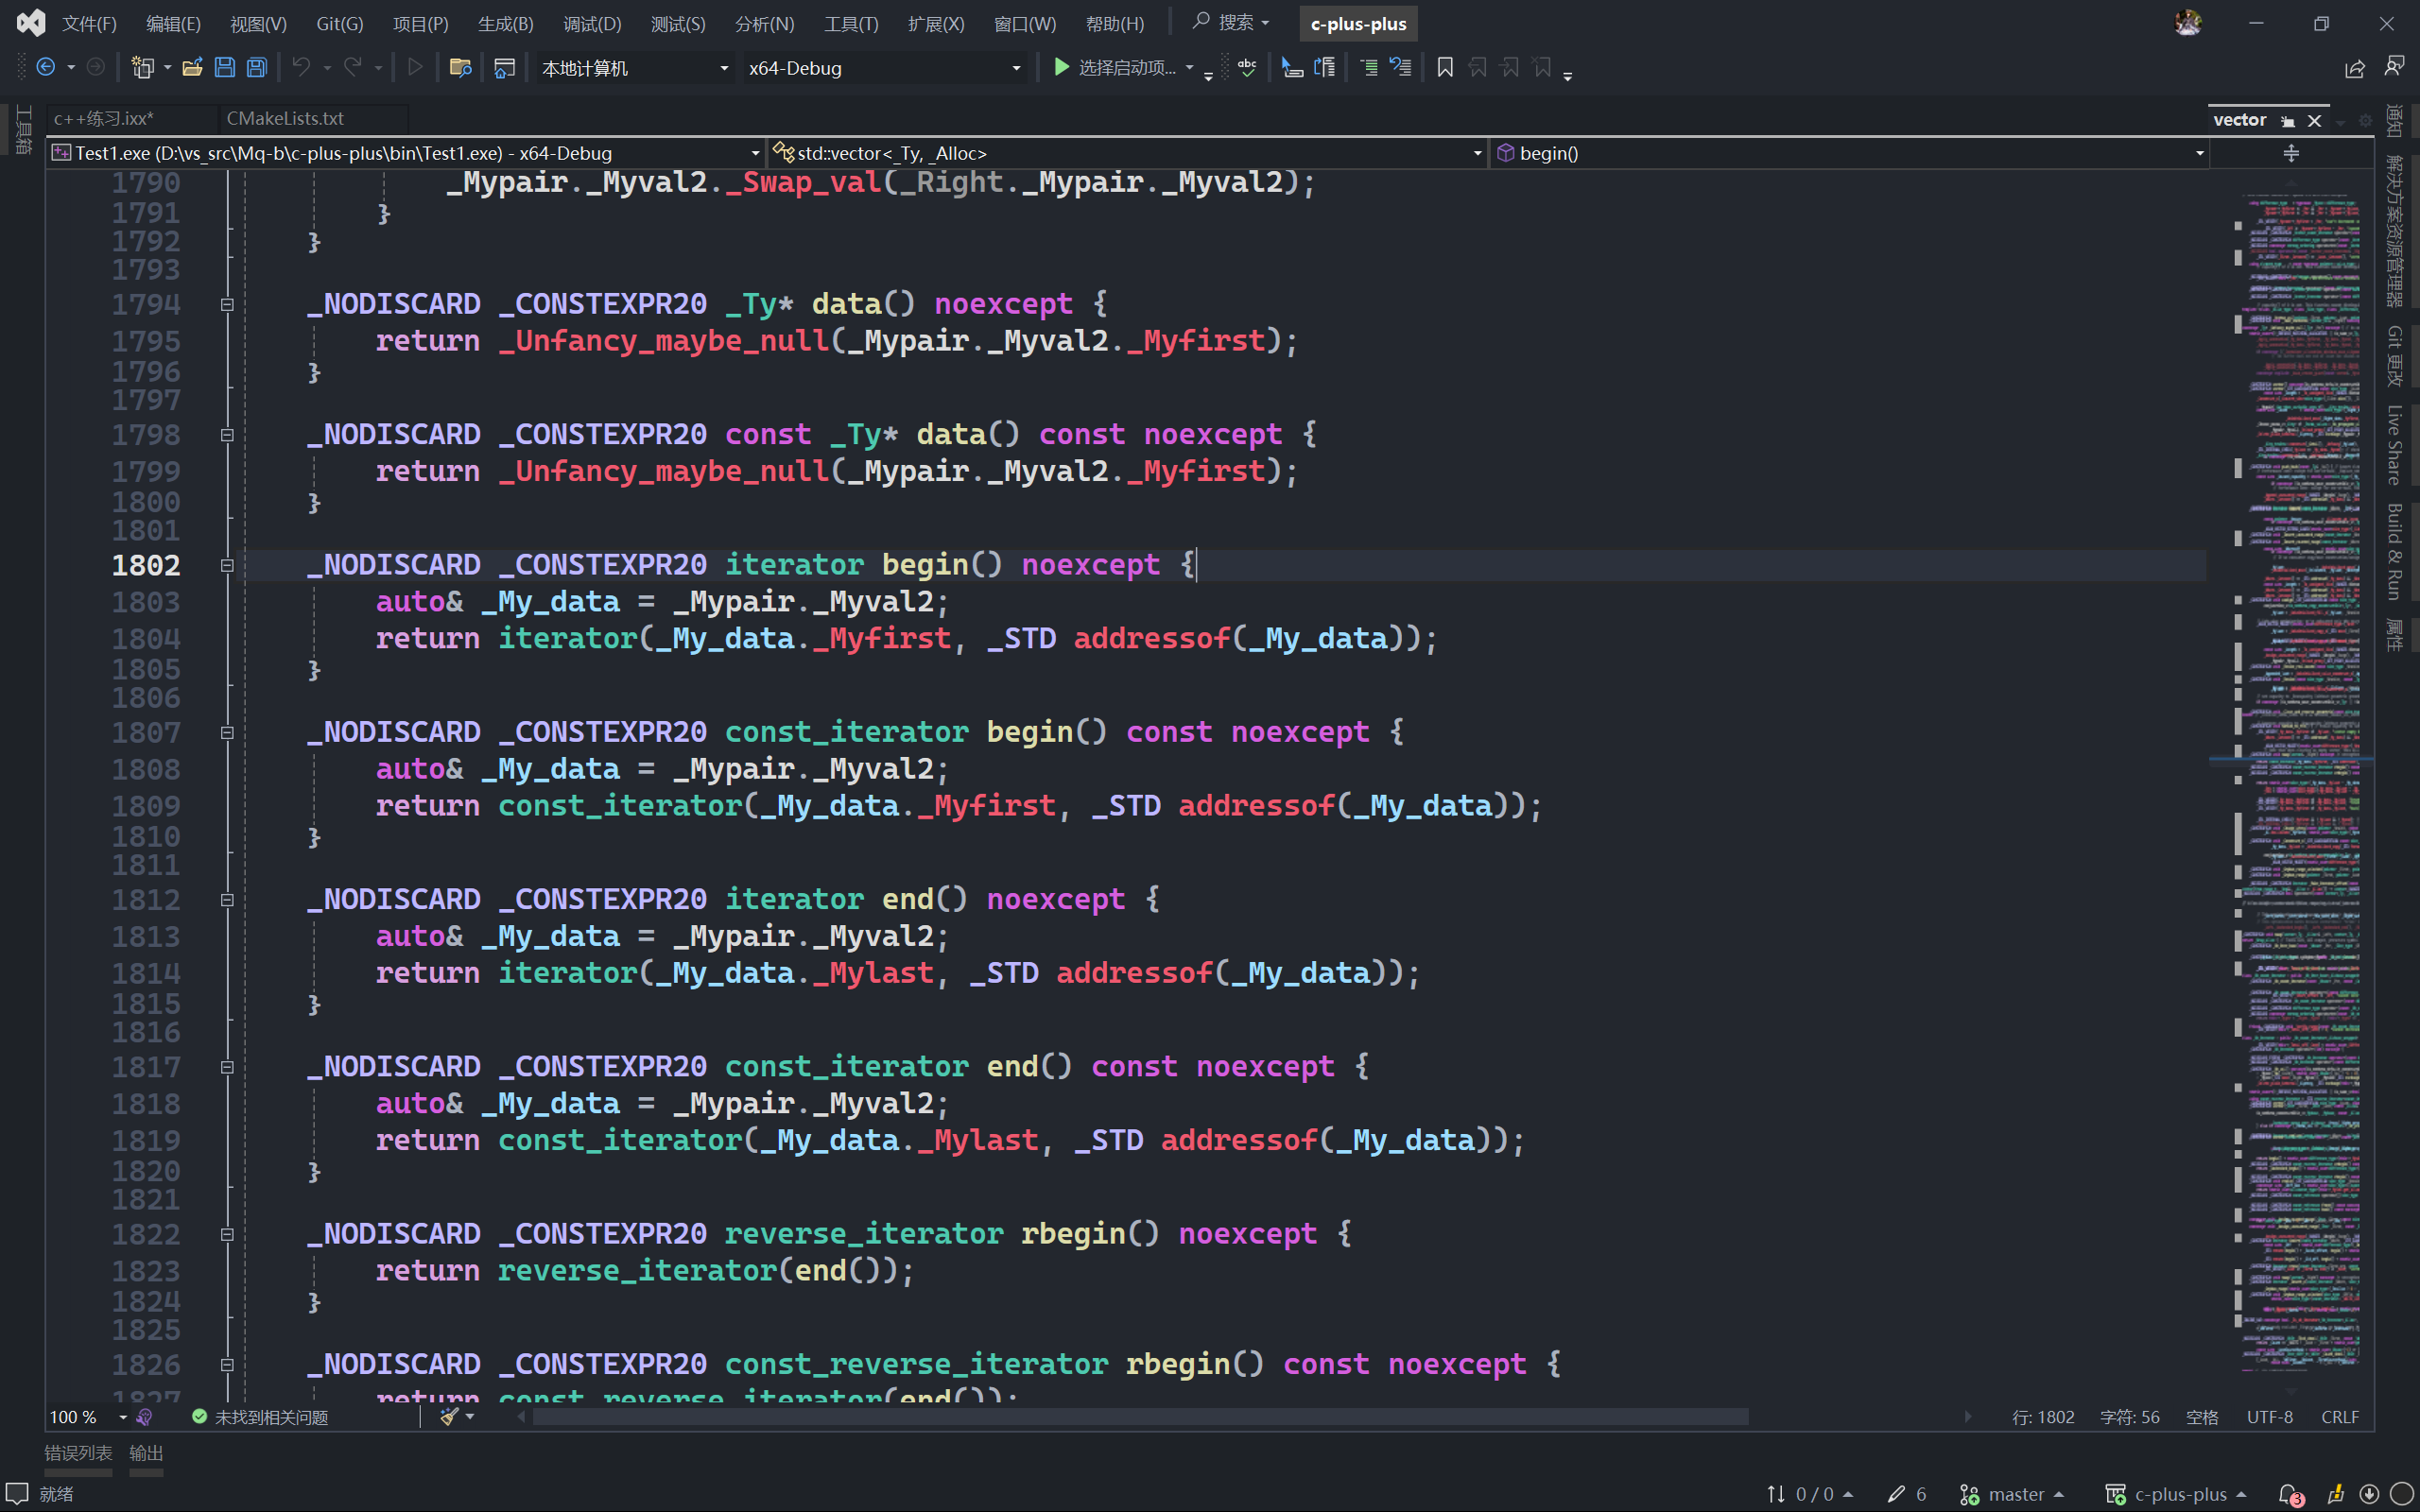 文件(F) 编辑(E) 视图(V) Git(G) 项目(P) 生成(B) 调试(D) 测试(S) 分析(N) 工具(T) 扩展(X) 窗口(W) 帮助(H) 搜索 c-plus-plus
本地计算机 x64-Debug 选择启动项...
c++练习.ixx* CMakeLists.txt vector
Test1.exe (D:\vs_src\Mq-b\c-plus-plus\bin\Test1.exe) - x64-Debug std::vector<_Ty, _Alloc> begin()
1790 _Mypair._Myval2._Swap_val(_Right._Mypair._Myval2);
1791 }
1792 }
1793
1794 _NODISCARD _CONSTEXPR20 _Ty* data() noexcept {
1795 return _Unfancy_maybe_null(_Mypair._Myval2._Myfirst);
1796 }
1797
1798 _NODISCARD _CONSTEXPR20 const _Ty* data() const noexcept {
1799 return _Unfancy_maybe_null(_Mypair._Myval2._Myfirst);
1800 }
1801
1802 _NODISCARD _CONSTEXPR20 iterator begin() noexcept {
1803 auto& _My_data = _Mypair._Myval2;
1804 return iterator(_My_data._Myfirst, _STD addressof(_My_data));
1805 }
1806
1807 _NODISCARD _CONSTEXPR20 const_iterator begin() const noexcept {
1808 auto& _My_data = _Mypair._Myval2;
1809 return const_iterator(_My_data._Myfirst, _STD addressof(_My_data));
1810 }
1811
1812 _NODISCARD _CONSTEXPR20 iterator end() noexcept {
1813 auto& _My_data = _Mypair._Myval2;
1814 return iterator(_My_data._Mylast, _STD addressof(_My_data));
1815 }
1816
1817 _NODISCARD _CONSTEXPR20 const_iterator end() const noexcept {
1818 auto& _My_data = _Mypair._Myval2;
1819 return const_iterator(_My_data._Mylast, _STD addressof(_My_data));
1820 }
1821
1822 _NODISCARD _CONSTEXPR20 reverse_iterator rbegin() noexcept {
1823 return reverse_iterator(end());
1824 }
1825
1826 _NODISCARD _CONSTEXPR20 const_reverse_iterator rbegin() const noexcept {
1827 return const_reverse_iterator(end());
工具箱
通知
解决方案资源管理器
Git 更改
Live Share
Build & Run
属性
100 % 未找到相关问题 行: 1802 字符: 56 空格 UTF-8 CRLF
错误列表 输出
就绪 0 / 0 6 master c-plus-plus 3